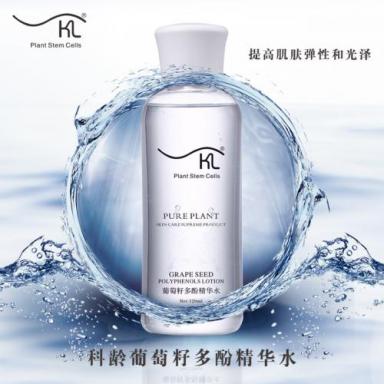 KL®
Plant Stem Cells
提高肌肤弹性和光泽
KL®
Plant Stem Cells
PURE PLANT
SKIN CARE SUPREME PRODUCT
GRAPE SEED
POLYPHENOLS LOTION
葡萄籽多酚精华水
Net:120ml
科龄葡萄籽多酚精华水